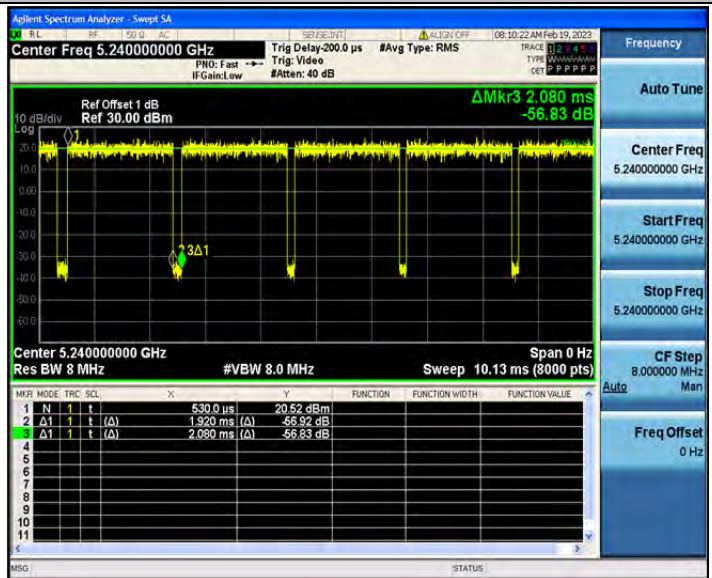 Agilent Spectrum Analyzer - Swept SA
RL RF 50 Ω AC SENSE:INT ALIGN OFF 08:10:22 AM Feb 19, 2023
Center Freq 5.240000000 GHz
PNO: Fast
IFGain:Low
Trig Delay-200.0 µs
Trig: Video
#Atten: 40 dB
#Avg Type: RMS
TRACE 1 2 3 4 5 6
TYPE WWWWWW
DET P P P P P P
Frequency
ΔMkr3 2.080 ms
-56.83 dB
Ref Offset 1 dB
10 dB/div Ref 30.00 dBm
Log
20.0
10.0
0.00
-10.0
-20.0
-30.0
-40.0
-50.0
-60.0
1
2 3Δ1
Center 5.240000000 GHz Span 0 Hz
Res BW 8 MHz #VBW 8.0 MHz Sweep 10.13 ms (8000 pts)
MKR MODE TRC SCL X Y FUNCTION FUNCTION WIDTH FUNCTION VALUE
1 N 1 t 530.0 µs 20.52 dBm
2 Δ1 1 t (Δ) 1.920 ms (Δ) -56.92 dB
3 Δ1 1 t (Δ) 2.080 ms (Δ) -56.83 dB
4
5
6
7
8
9
10
11
MSG STATUS
Auto Tune
Center Freq
5.240000000 GHz
Start Freq
5.240000000 GHz
Stop Freq
5.240000000 GHz
CF Step
8.000000 MHz
Auto Man
Freq Offset
0 Hz